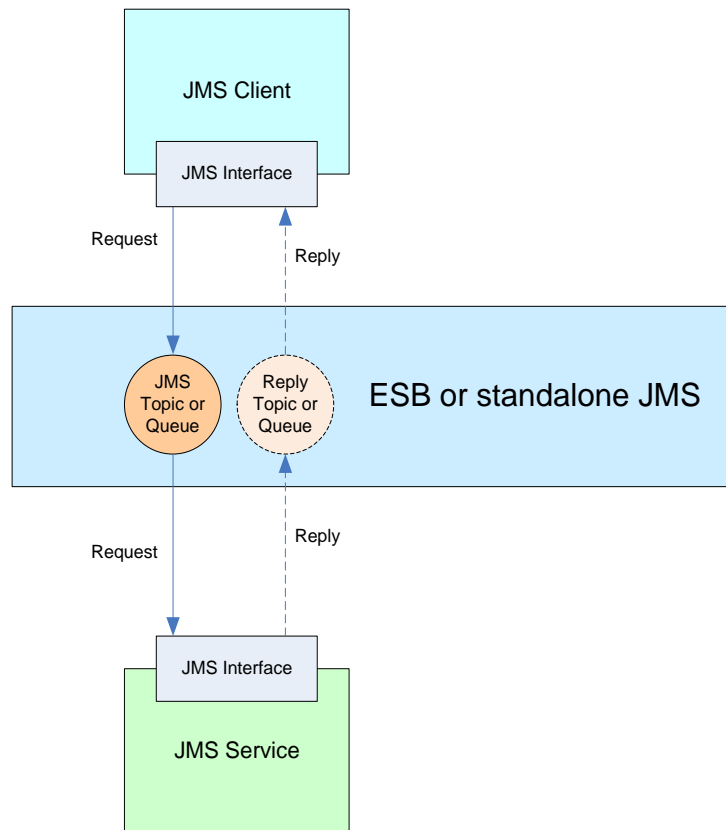 JMS Client
JMS Interface
Request
Reply
JMS
Topic or
Queue
Reply
Topic or
Queue
ESB or standalone JMS
Request
Reply
JMS Interface
JMS Service